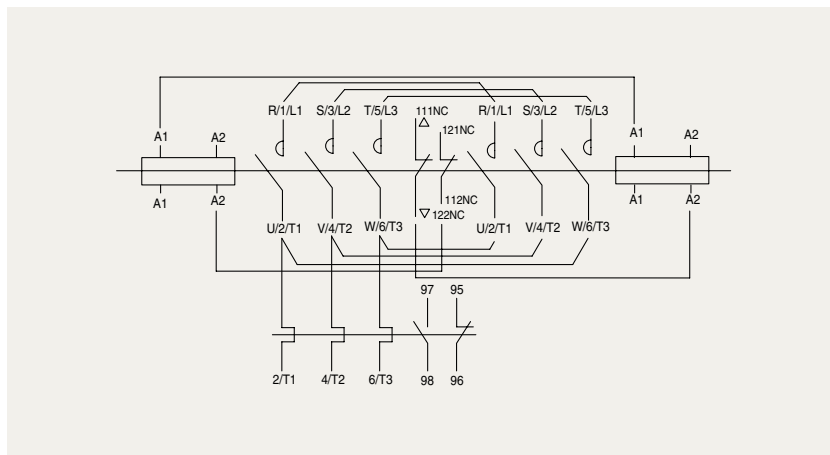 R/1/L1 S/3/L2 T/5/L3 111NC R/1/L1 S/3/L2 T/5/L3
121NC
A1 A2 A1 A2
A1 A2 112NC A1 A2
122NC
U/2/T1 V/4/T2 W/6/T3 U/2/T1 V/4/T2 W/6/T3
97 95
2/T1 4/T2 6/T3 98 96